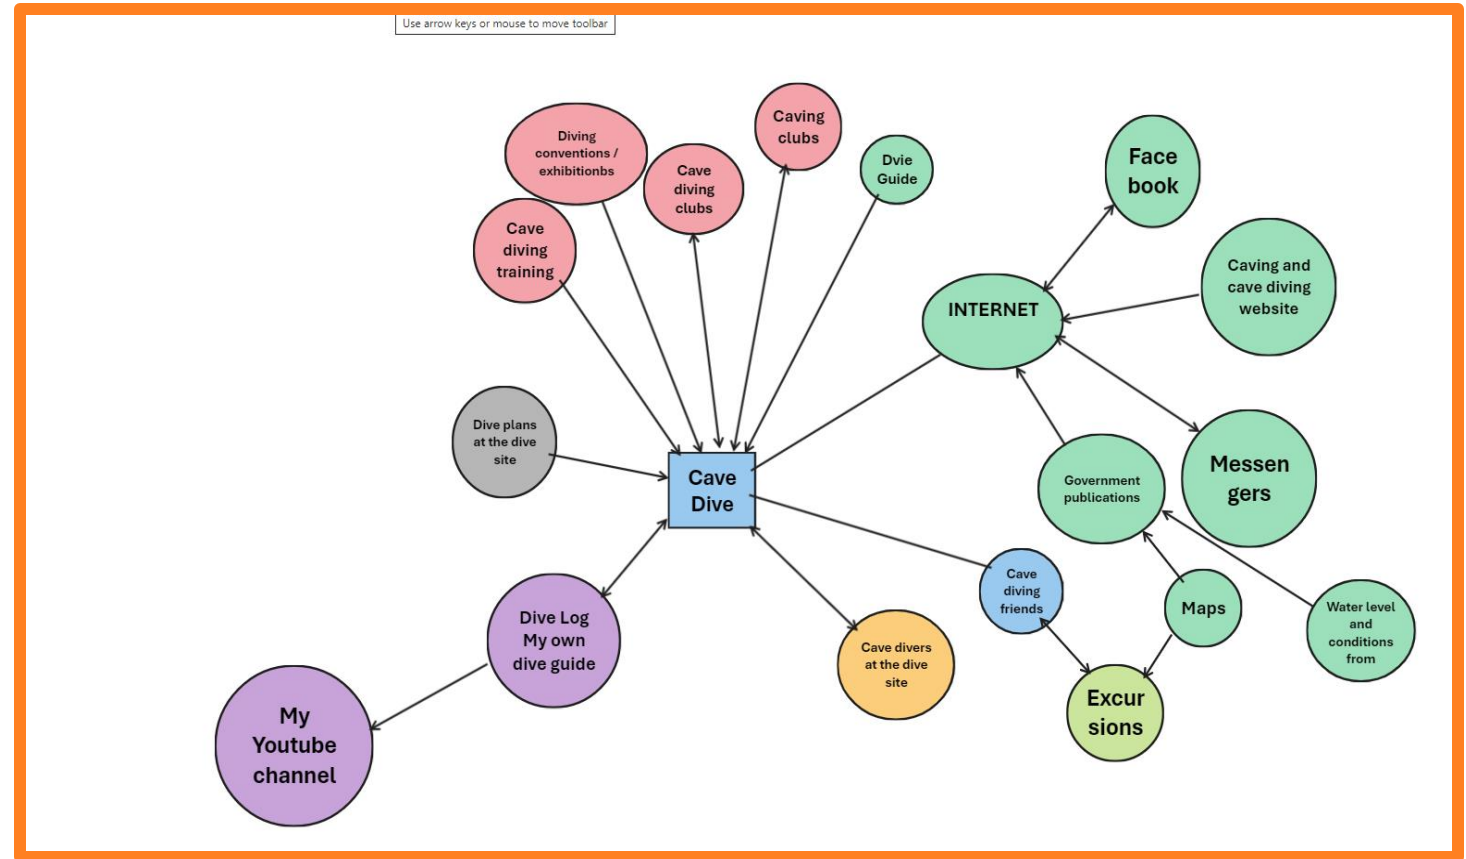 Use arrow keys or mouse to move toolbar
Caving
clubs
Diving
conventions /
exhibitionbs
Cave
diving
clubs
Dvie
Guide
Face
book
Cave
diving
training
Caving and
cave diving
website
INTERNET
Dive plans
at the dive
site
Cave
Dive
Government
publications
Messen
gers
Cave
diving
friends
Maps
Water level
and
conditions
from
Dive Log
My own
dive guide
Cave divers
at the dive
site
Excur
sions
My
Youtube
channel